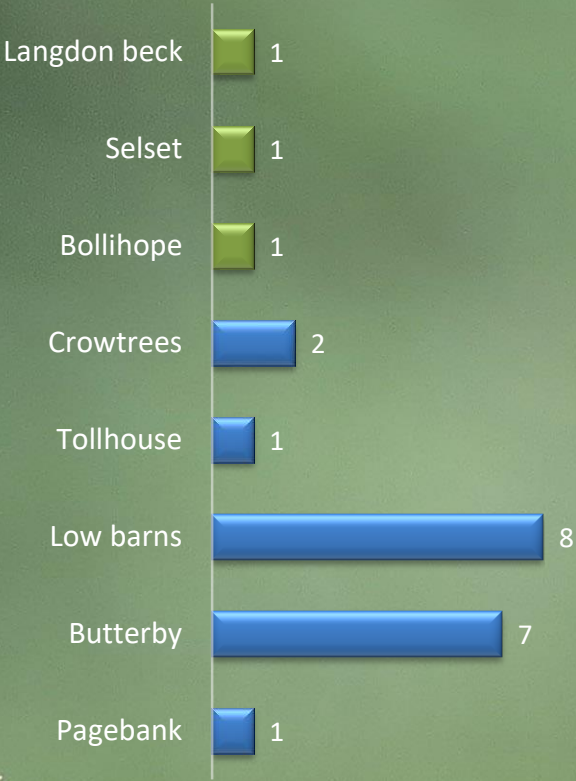 Langdon beck 1
Selset 1
Bollihope 1
Crowtrees 2
Tollhouse 1
Low barns 8
Butterby 7
Pagebank 1